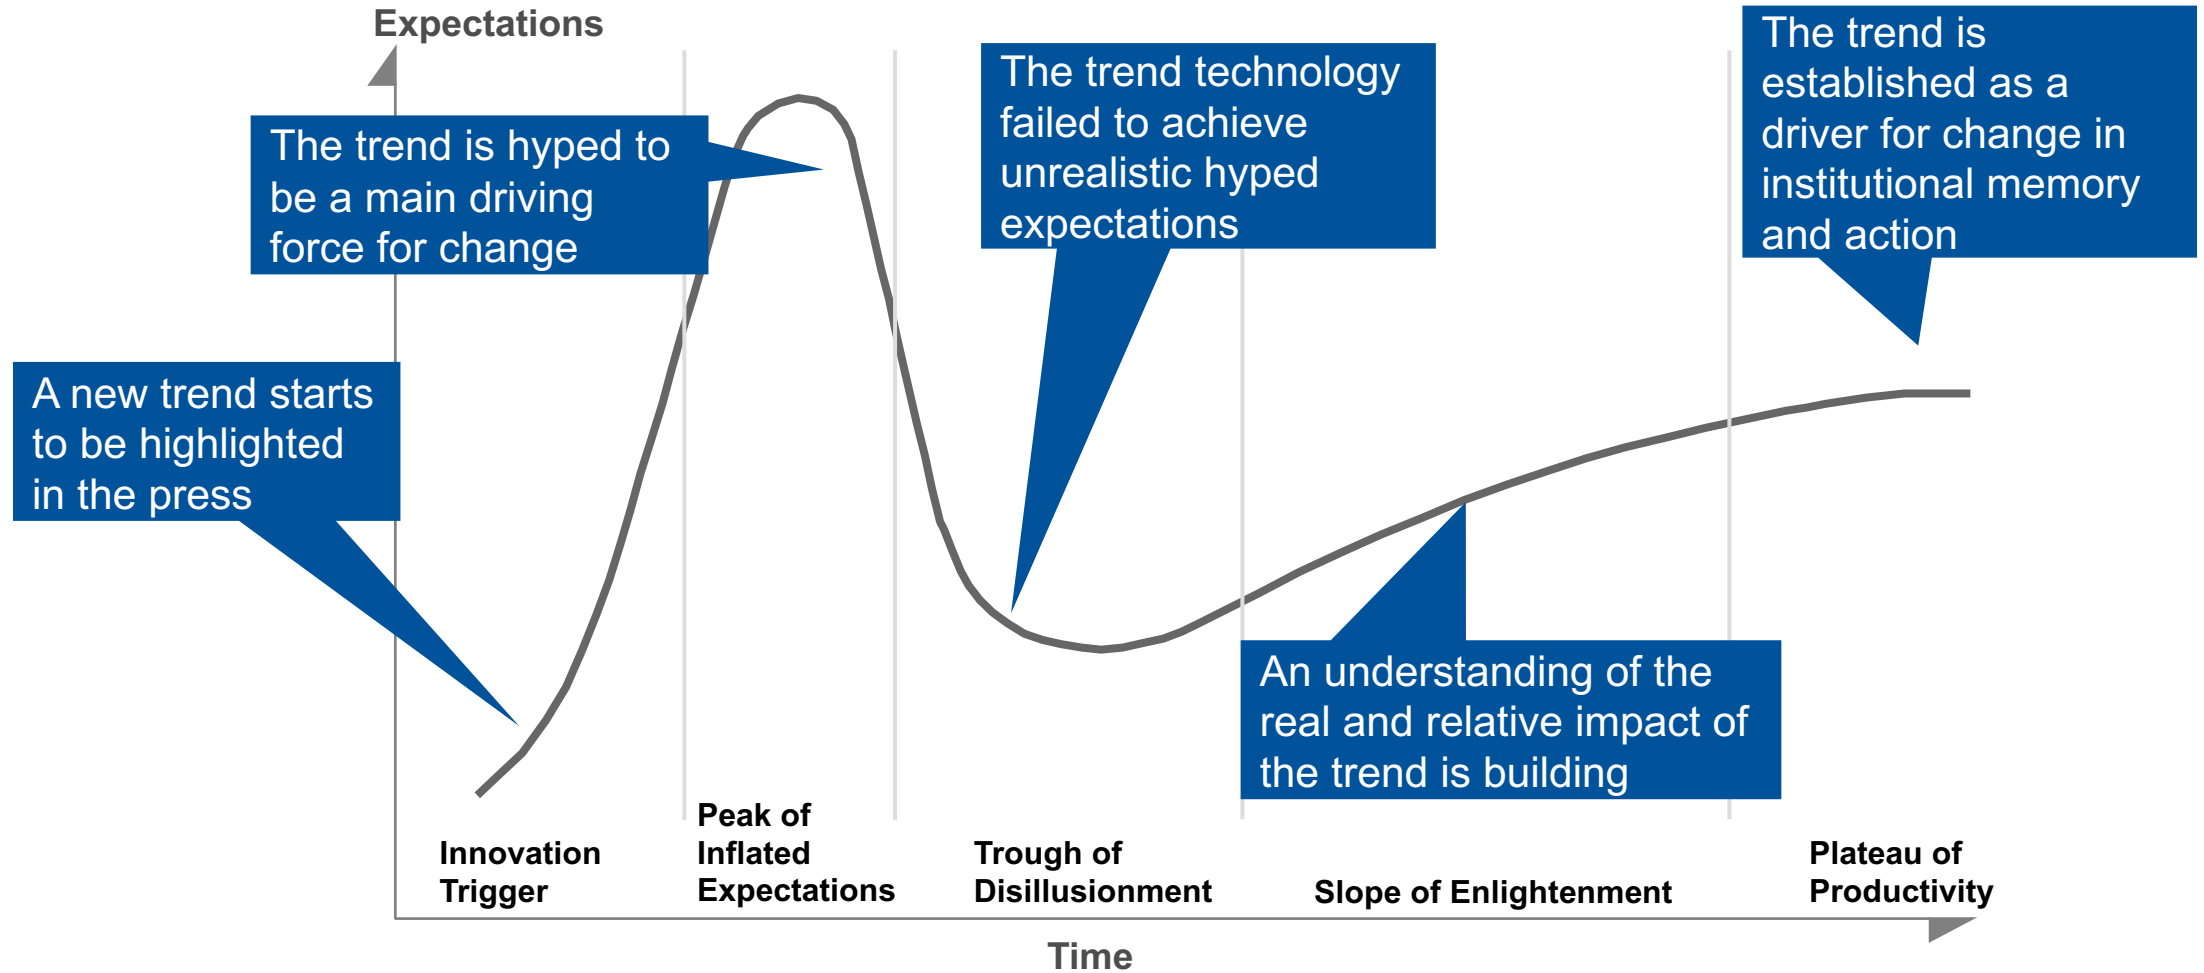 Expectations
The trend is hyped to
be a main driving
force for change
The trend technology
failed to achieve
unrealistic hyped
expectations
The trend is
established as a
driver for change in
institutional memory
and action
A new trend starts
to be highlighted
in the press
An understanding of the
real and relative impact of
the trend is building
Innovation
Trigger
Peak of
Inflated
Expectations
Trough of
Disillusionment
Slope of Enlightenment
Plateau of
Productivity
Time